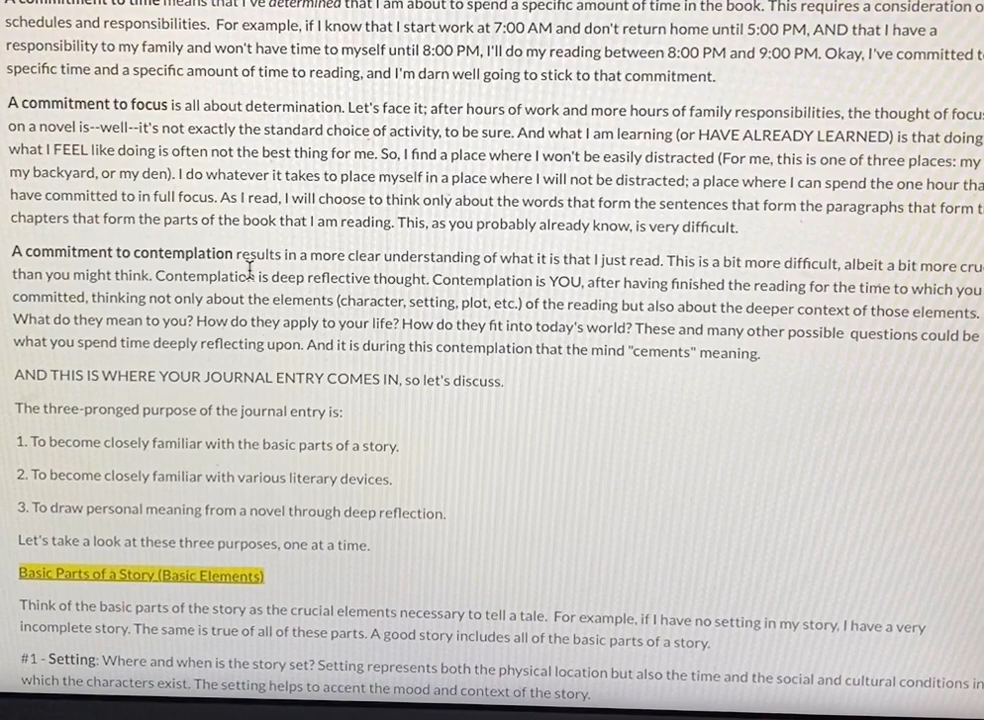 A commitment to time means that I've determined that I am about to spend a specific amount of time in the book. This requires a consideration
schedules and responsibilities. For example, if I know that I start work at 7:00 AM and don't return home until 5:00 PM, AND that I have a
responsibility to my family and won't have time to myself until 8:00 PM, I'll do my reading between 8:00 PM and 9:00 PM. Okay, I've committed
specific time and a specific amount of time to reading, and I'm darn well going to stick to that commitment.
A commitment to focus is all about determination. Let's face it; after hours of work and more hours of family responsibilities, the thought of
on a novel is--well--it's not exactly the standard choice of activity, to be sure. And what I am learning (or HAVE ALREADY LEARNED) is that doing
what I FEEL like doing is often not the best thing for me. So, I find a place where I won't be easily distracted (For me, this is one of three places: my
my backyard, or my den). I do whatever it takes to place myself in a place where I will not be distracted; a place where I can spend the one hour
have committed to in full focus. As I read, I will choose to think only about the words that form the sentences that form the paragraphs that form
chapters that form the parts of the book that I am reading. This, as you probably already know, is very difficult.
A commitment to contemplation results in a more clear understanding of what it is that I just read. This is a bit more difficult, albeit a bit more
than you might think. Contemplation is deep reflective thought. Contemplation is YOU, after having finished the reading for the time to which you
committed, thinking not only about the elements (character, setting, plot, etc.) of the reading but also about the deeper context of those elements.
What do they mean to you? How do they apply to your life? How do they fit into today's world? These and many other possible questions could be
what you spend time deeply reflecting upon. And it is during this contemplation that the mind "cements" meaning.
AND THIS IS WHERE YOUR JOURNAL ENTRY COMES IN, so let's discuss.
The three-pronged purpose of the journal entry is:
1. To become closely familiar with the basic parts of a story.
2. To become closely familiar with various literary devices.
3. To draw personal meaning from a novel through deep reflection.
Let's take a look at these three purposes, one at a time.
Basic Parts of a Story (Basic Elements)
Think of the basic parts of the story as the crucial elements necessary to tell a tale. For example, if I have no setting in my story, I have a very
incomplete story. The same is true of all of these parts. A good story includes all of the basic parts of a story.
#1 - Setting: Where and when is the story set? Setting represents both the physical location but also the time and the social and cultural conditions in
which the characters exist. The setting helps to accent the mood and context of the story.